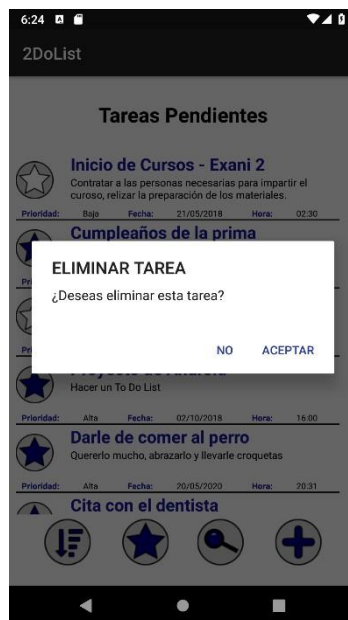 6:24
2DoList
Tareas Pendientes
Inicio de Cursos - Exani 2
Contratar a las personas necesarias para impartir el
curoso, relizar la preparación de los materiales.
Prioridad: Baja Fecha: 21/05/2018 Hora: 02:30
Cumpleaños de la prima
ELIMINAR TAREA
¿Deseas eliminar esta tarea?
NO ACEPTAR
Hacer un To Do List
Prioridad: Alta Fecha: 02/10/2018 Hora: 16:00
Darle de comer al perro
Quererlo mucho, abrazarlo y llevarle croquetas
Prioridad: Alta Fecha: 20/05/2020 Hora: 20:31
Cita con el dentista